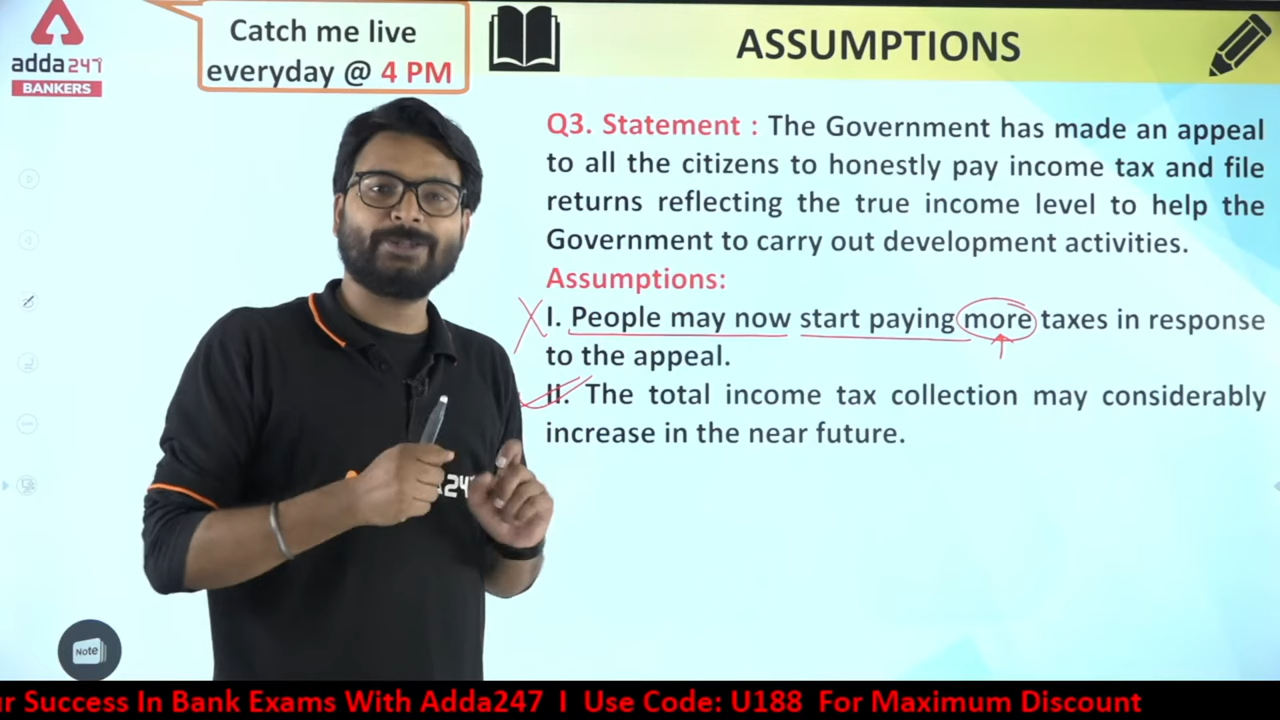 Catch me live
everyday @ 4 PM
adda247
BANKERS
ASSUMPTIONS
Q3. Statement : The Government has made an appeal
to all the citizens to honestly pay income tax and file
returns reflecting the true income level to help the
Government to carry out development activities.
Assumptions:
I. People may now start paying more taxes in response
to the appeal.
II. The total income tax collection may considerably
increase in the near future.
247
Note
Success In Bank Exams With Adda247 I Use Code: U188 For Maximum Discount